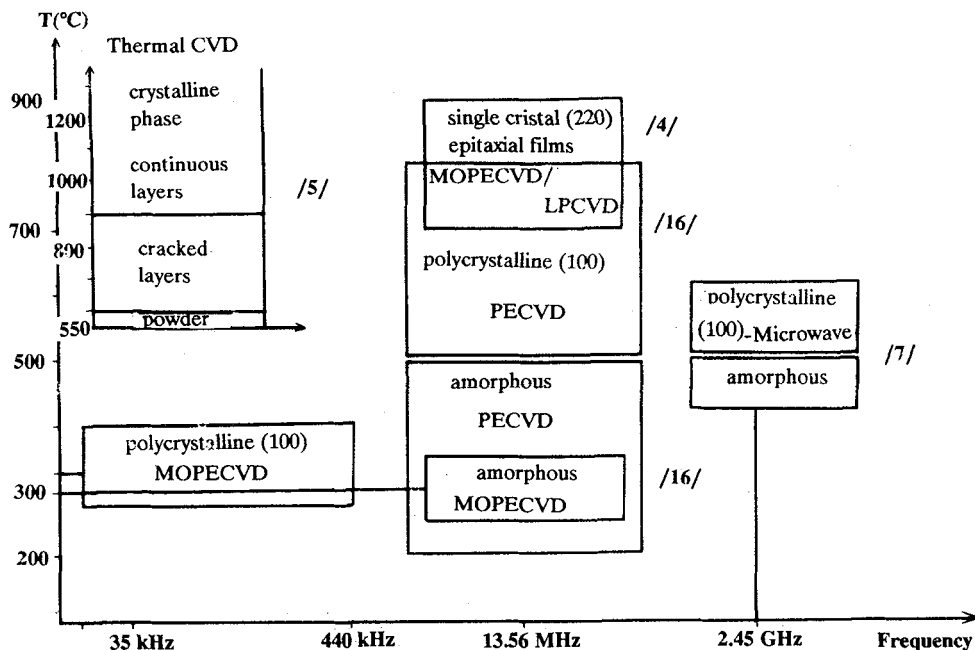 T(°C)
Thermal CVD
900
1200
crystalline
phase
1000
continuous
layers
/5/
700
800
cracked
layers
powder
550
500
300
200
polycrystalline (100)
MOPECVD
single cristal (220)
epitaxial films
/4/
MOPECVD/
LPCVD
/16/
polycrystalline (100)
PECVD
amorphous
PECVD
amorphous
MOPECVD
/16/
polycrystalline
(100)-Microwave
/7/
amorphous
35 kHz
440 kHz
13.56 MHz
2.45 GHz
Frequency